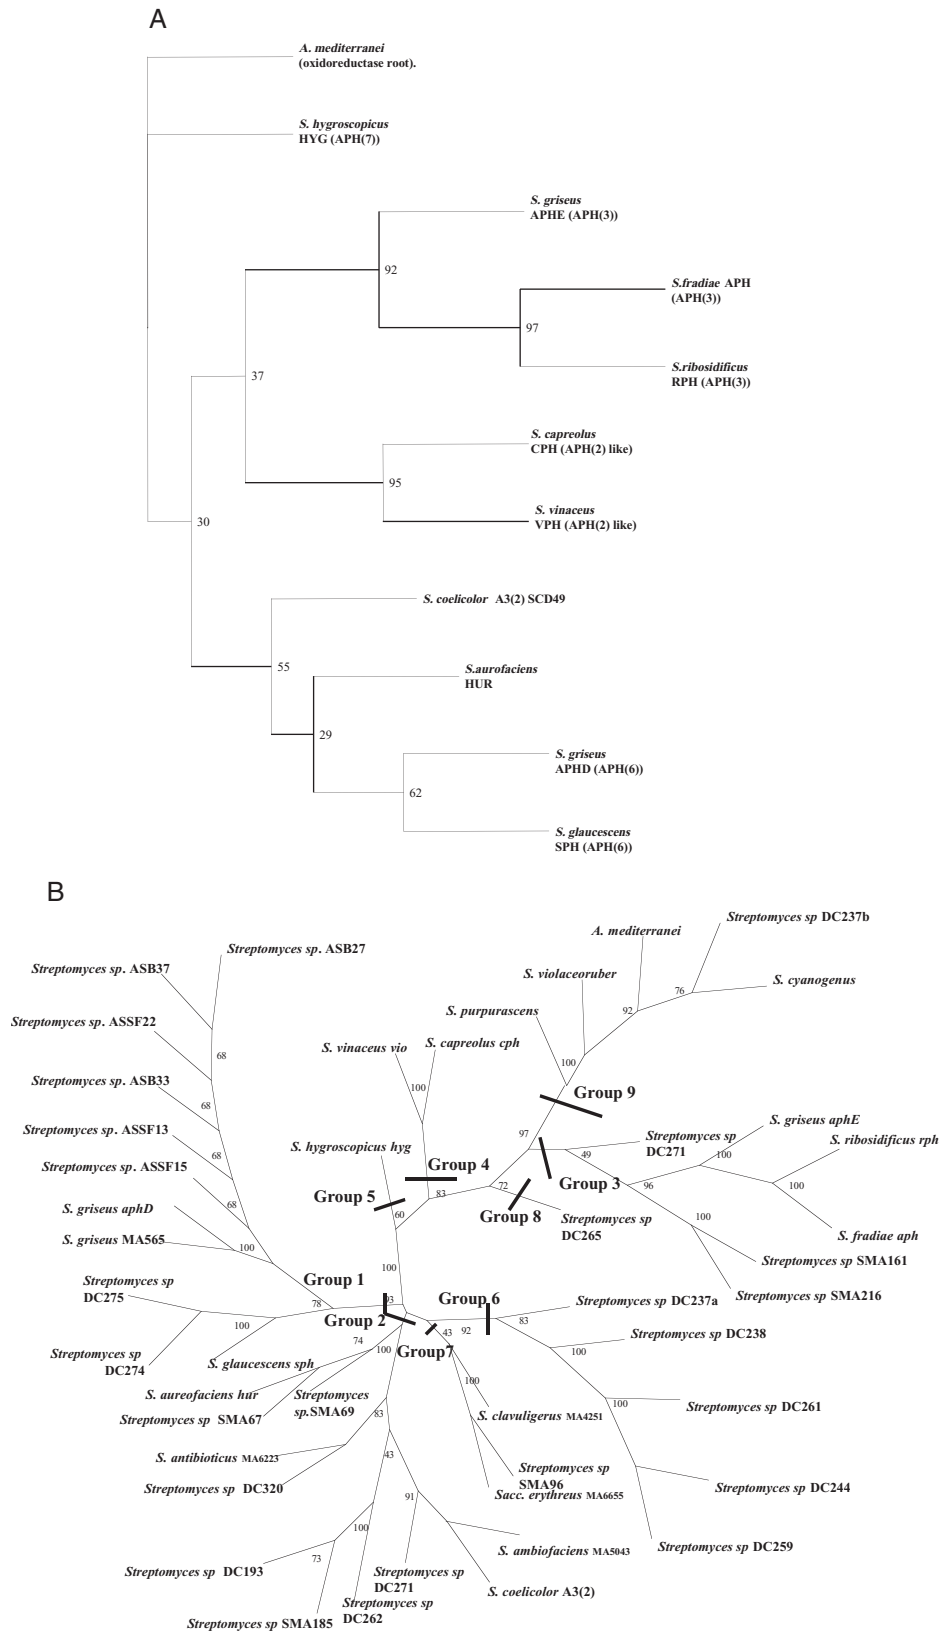 A
A. mediterranei
(oxidoreductase root).
S. hygroscopicus
HYG (APH(7))
S. griseus
APHE (APH(3))
92
S.fradiae APH
(APH(3))
97
S.ribosidificus
RPH (APH(3))
37
S. capreolus
CPH (APH(2) like)
95
S. vinaceus
VPH (APH(2) like)
30
S. coelicolor A3(2) SCD49
55
S.aurofaciens
HUR
29
S. griseus
APHD (APH(6))
62
S. glaucescens
SPH (APH(6))
B
Streptomyces sp DC237b
A. mediterranei
Streptomyces sp. ASB27
Streptomyces sp. ASB37
S. violaceoruber
S. cyanogenus
76
92
S. purpurascens
Streptomyces sp. ASSF22
S. vinaceus vio
S. capreolus cph
68
100
Streptomyces sp. ASB33
100
Group 9
68
S. griseus aphE
Streptomyces sp. ASSF13
97
Streptomyces sp
DC271
S. ribosidificus rph
S. hygroscopicus hyg
68
49
100
Streptomyces sp. ASSF15
Group 4
Group 3
96
100
72
83
Group 5
68
S. griseus aphD
60
Group 8
Streptomyces sp
DC265
100
S. fradiae aph
S. griseus MA565
100
Streptomyces sp SMA161
100
Streptomyces sp
DC275
Group 1
Streptomyces sp SMA216
Group 6
93
78
Streptomyces sp DC237a
Group 2
100
83
43
92
Streptomyces sp DC238
74
100
Group7
100
Streptomyces sp
DC274
S. glaucescens sph
100
S. aureofaciens hur
Streptomyces
sp.SMA69
100
Streptomyces sp DC261
Streptomyces sp SMA67
83
S. clavuligerus MA4251
S. antibioticus MA6223
43
Streptomyces sp
SMA96
Streptomyces sp DC320
Sacc. erythreus MA6655
Streptomyces sp DC244
91
100
Streptomyces sp DC259
S. ambiofaciens MA5043
73
Streptomyces sp DC193
Streptomyces sp
DC271
S. coelicolor A3(2)
Streptomyces sp
DC262
Streptomyces sp SMA185